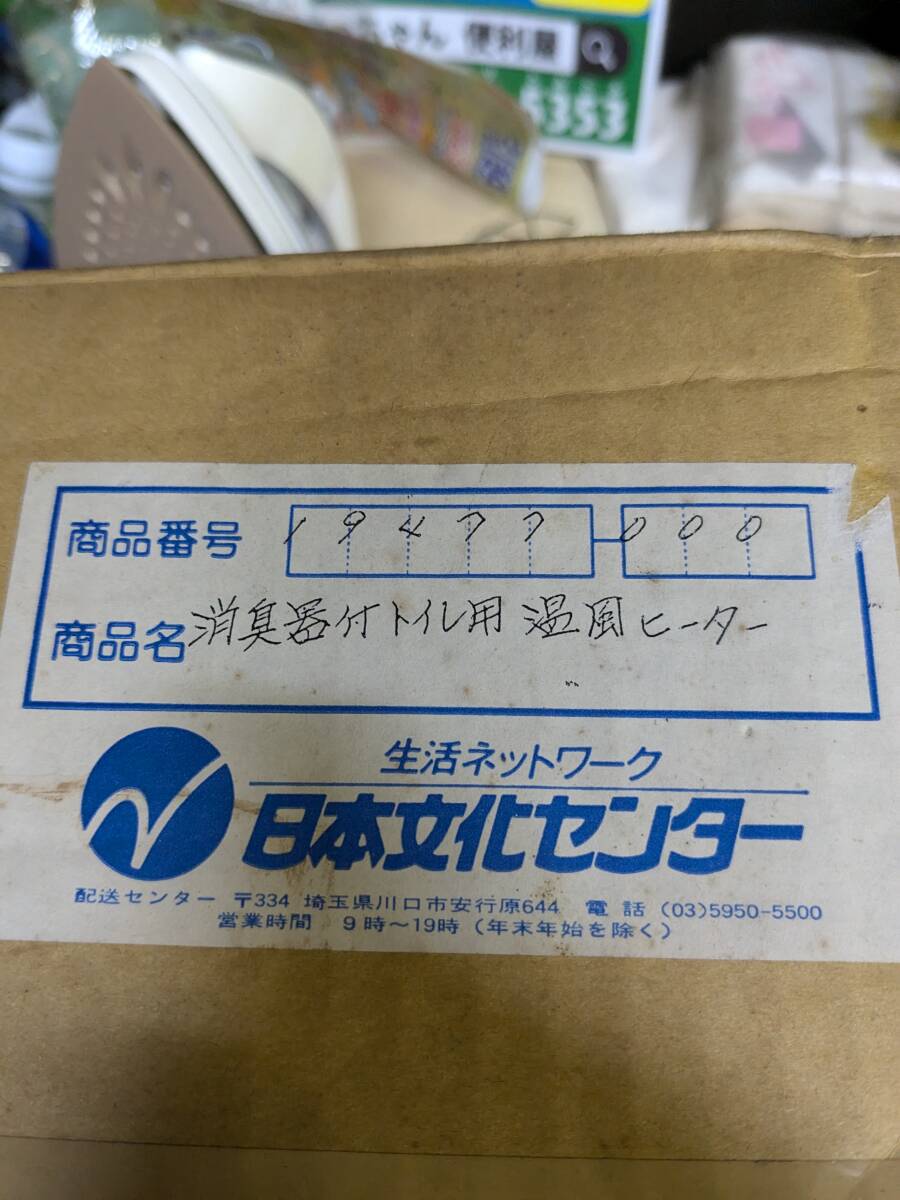 便利屋
5353
商品番号 19477-000
商品名 消臭器付トイレ用温風ヒーター
生活ネットワーク
日本文化センター
配送センター 〒334 埼玉県川口市安行原644 電話 (03)5950-5500
営業時間 9時〜19時 (年末年始を除く)